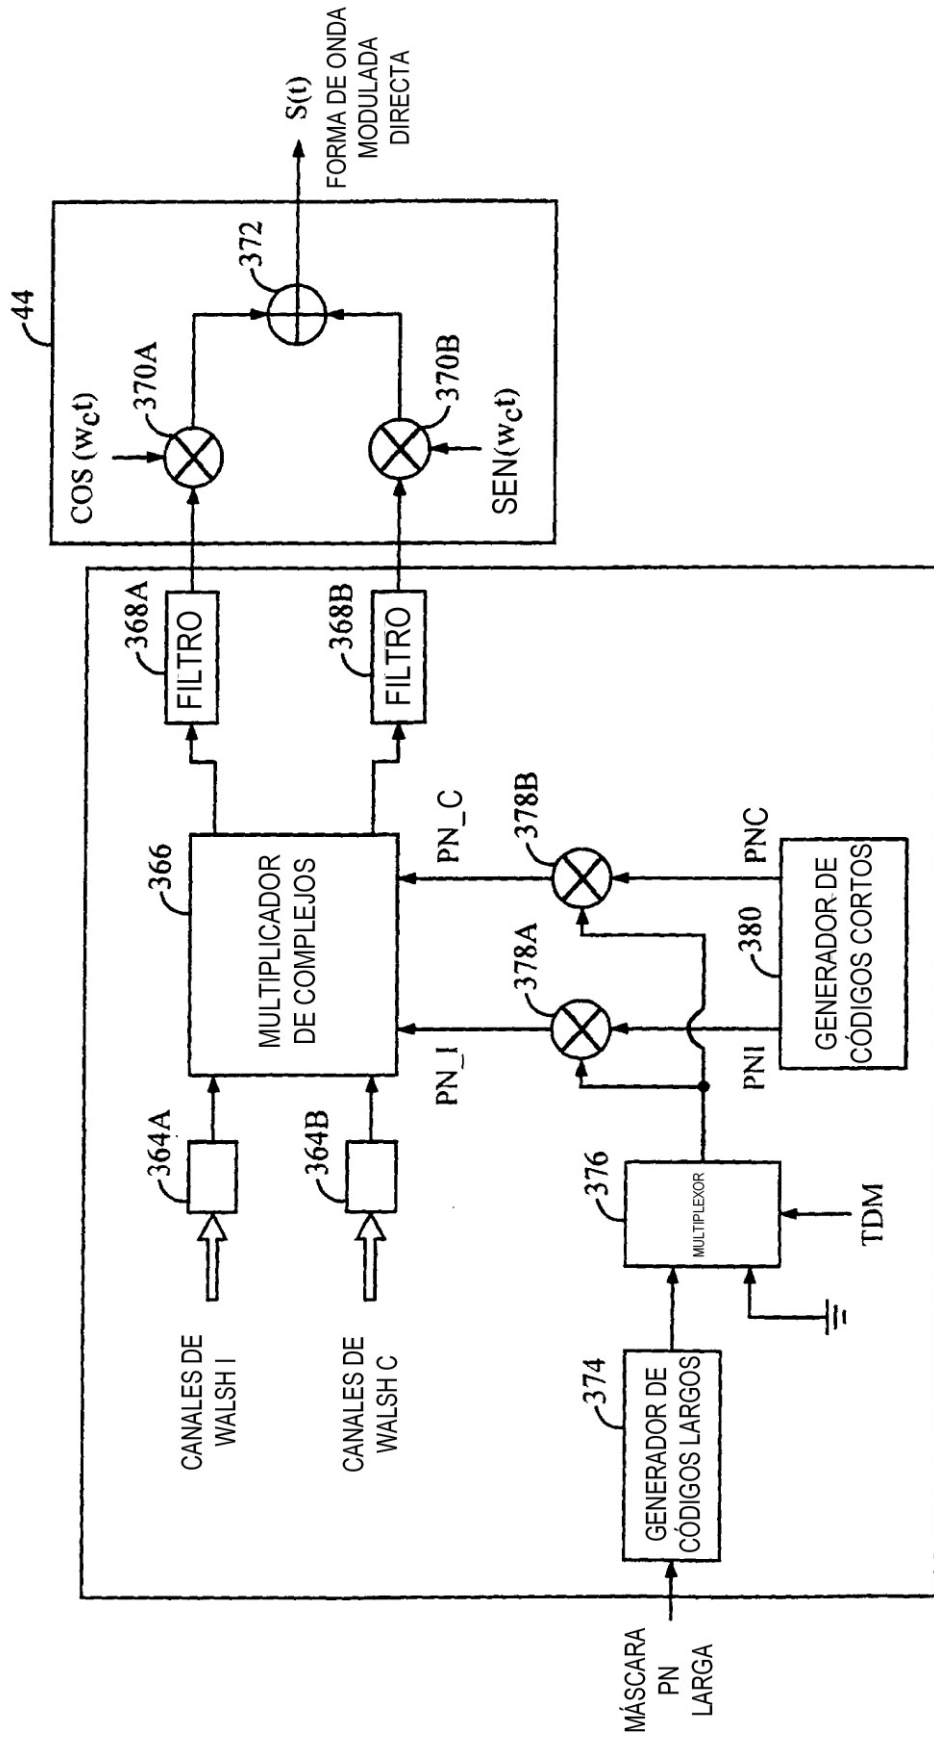 44
COS (wct)
370A
372
S(t)
FORMA DE ONDA
MODULADA
DIRECTA
370B
SEN(wct)
368A
FILTRO
368B
FILTRO
366
MULTIPLICADOR
DE COMPLEJOS
364A
CANALES DE
WALSH I
364B
CANALES DE
WALSH C
PN_I
PN_C
378A
378B
PNI
PNC
380
GENERADOR DE
CÓDIGOS CORTOS
376
MULTIPLEXOR
TDM
374
GENERADOR DE
CÓDIGOS LARGOS
MÁSCARA
PN
LARGA